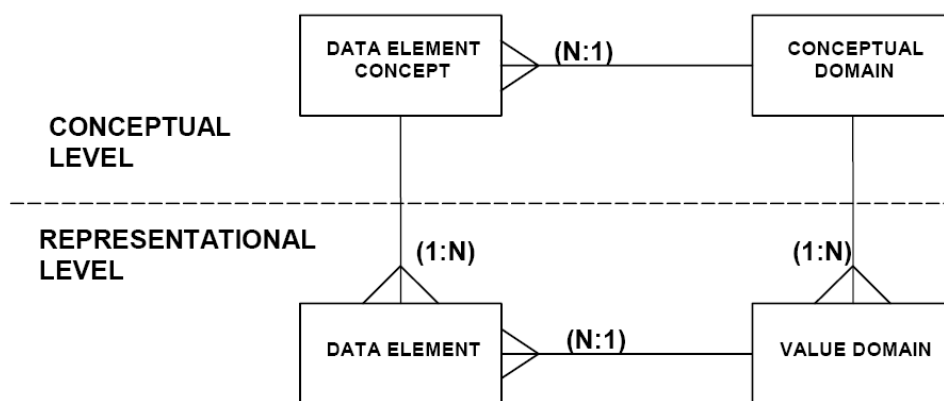 DATA ELEMENT
CONCEPT
(N:1)
CONCEPTUAL
DOMAIN
CONCEPTUAL
LEVEL
REPRESENTATIONAL
LEVEL
(1:N)
(1:N)
DATA ELEMENT
(N:1)
VALUE DOMAIN